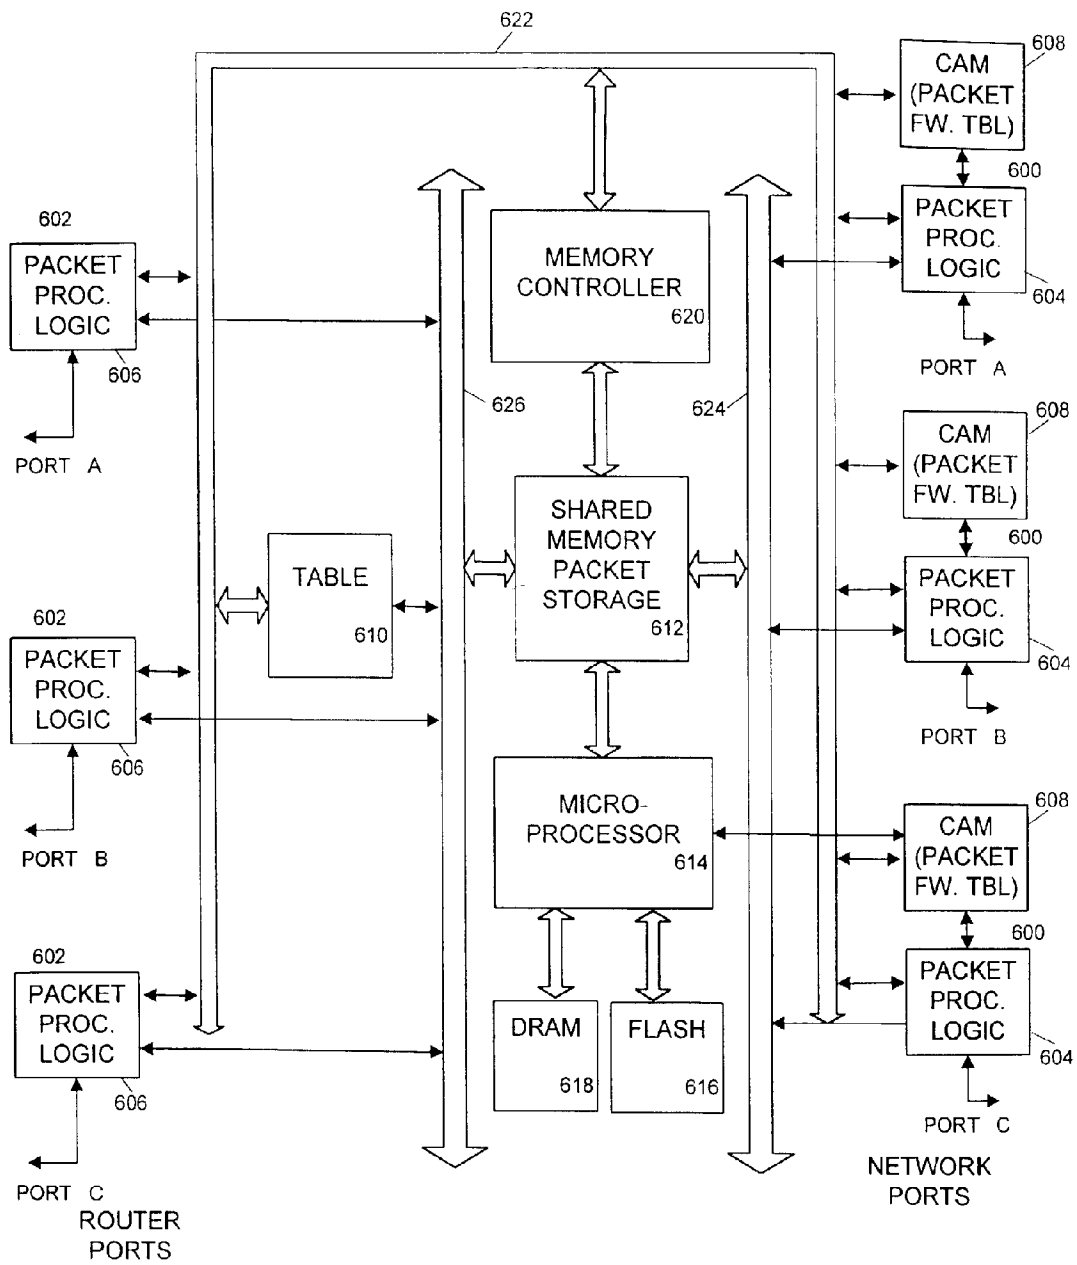 622
608
CAM
(PACKET
FW. TBL)
600
PACKET
PROC.
LOGIC
604
PORT A
602
PACKET
PROC.
LOGIC
606
PORT A
MEMORY
CONTROLLER
620
626
624
608
CAM
(PACKET
FW. TBL)
600
PACKET
PROC.
LOGIC
604
PORT B
SHARED
MEMORY
PACKET
STORAGE
612
TABLE
610
602
PACKET
PROC.
LOGIC
606
PORT B
MICRO-
PROCESSOR
614
608
CAM
(PACKET
FW. TBL)
600
PACKET
PROC.
LOGIC
604
PORT C
602
PACKET
PROC.
LOGIC
606
PORT C
DRAM
618
FLASH
616
NETWORK
PORTS
ROUTER
PORTS